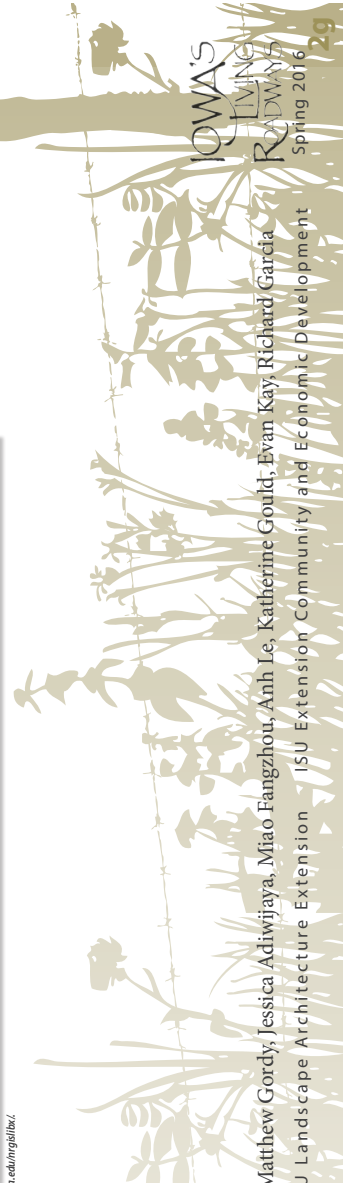 IOWA'S
LIVING
ROADWAYS
Spring 2016
2g
Matthew Gordy, Jessica Adiwijaya, Miao Fangzhou, Anh Le, Katherine Gould, Evan Kay, Richard Garcia
U Landscape Architecture Extension ISU Extension Community and Economic Development
n.edu/nrgislibx/.